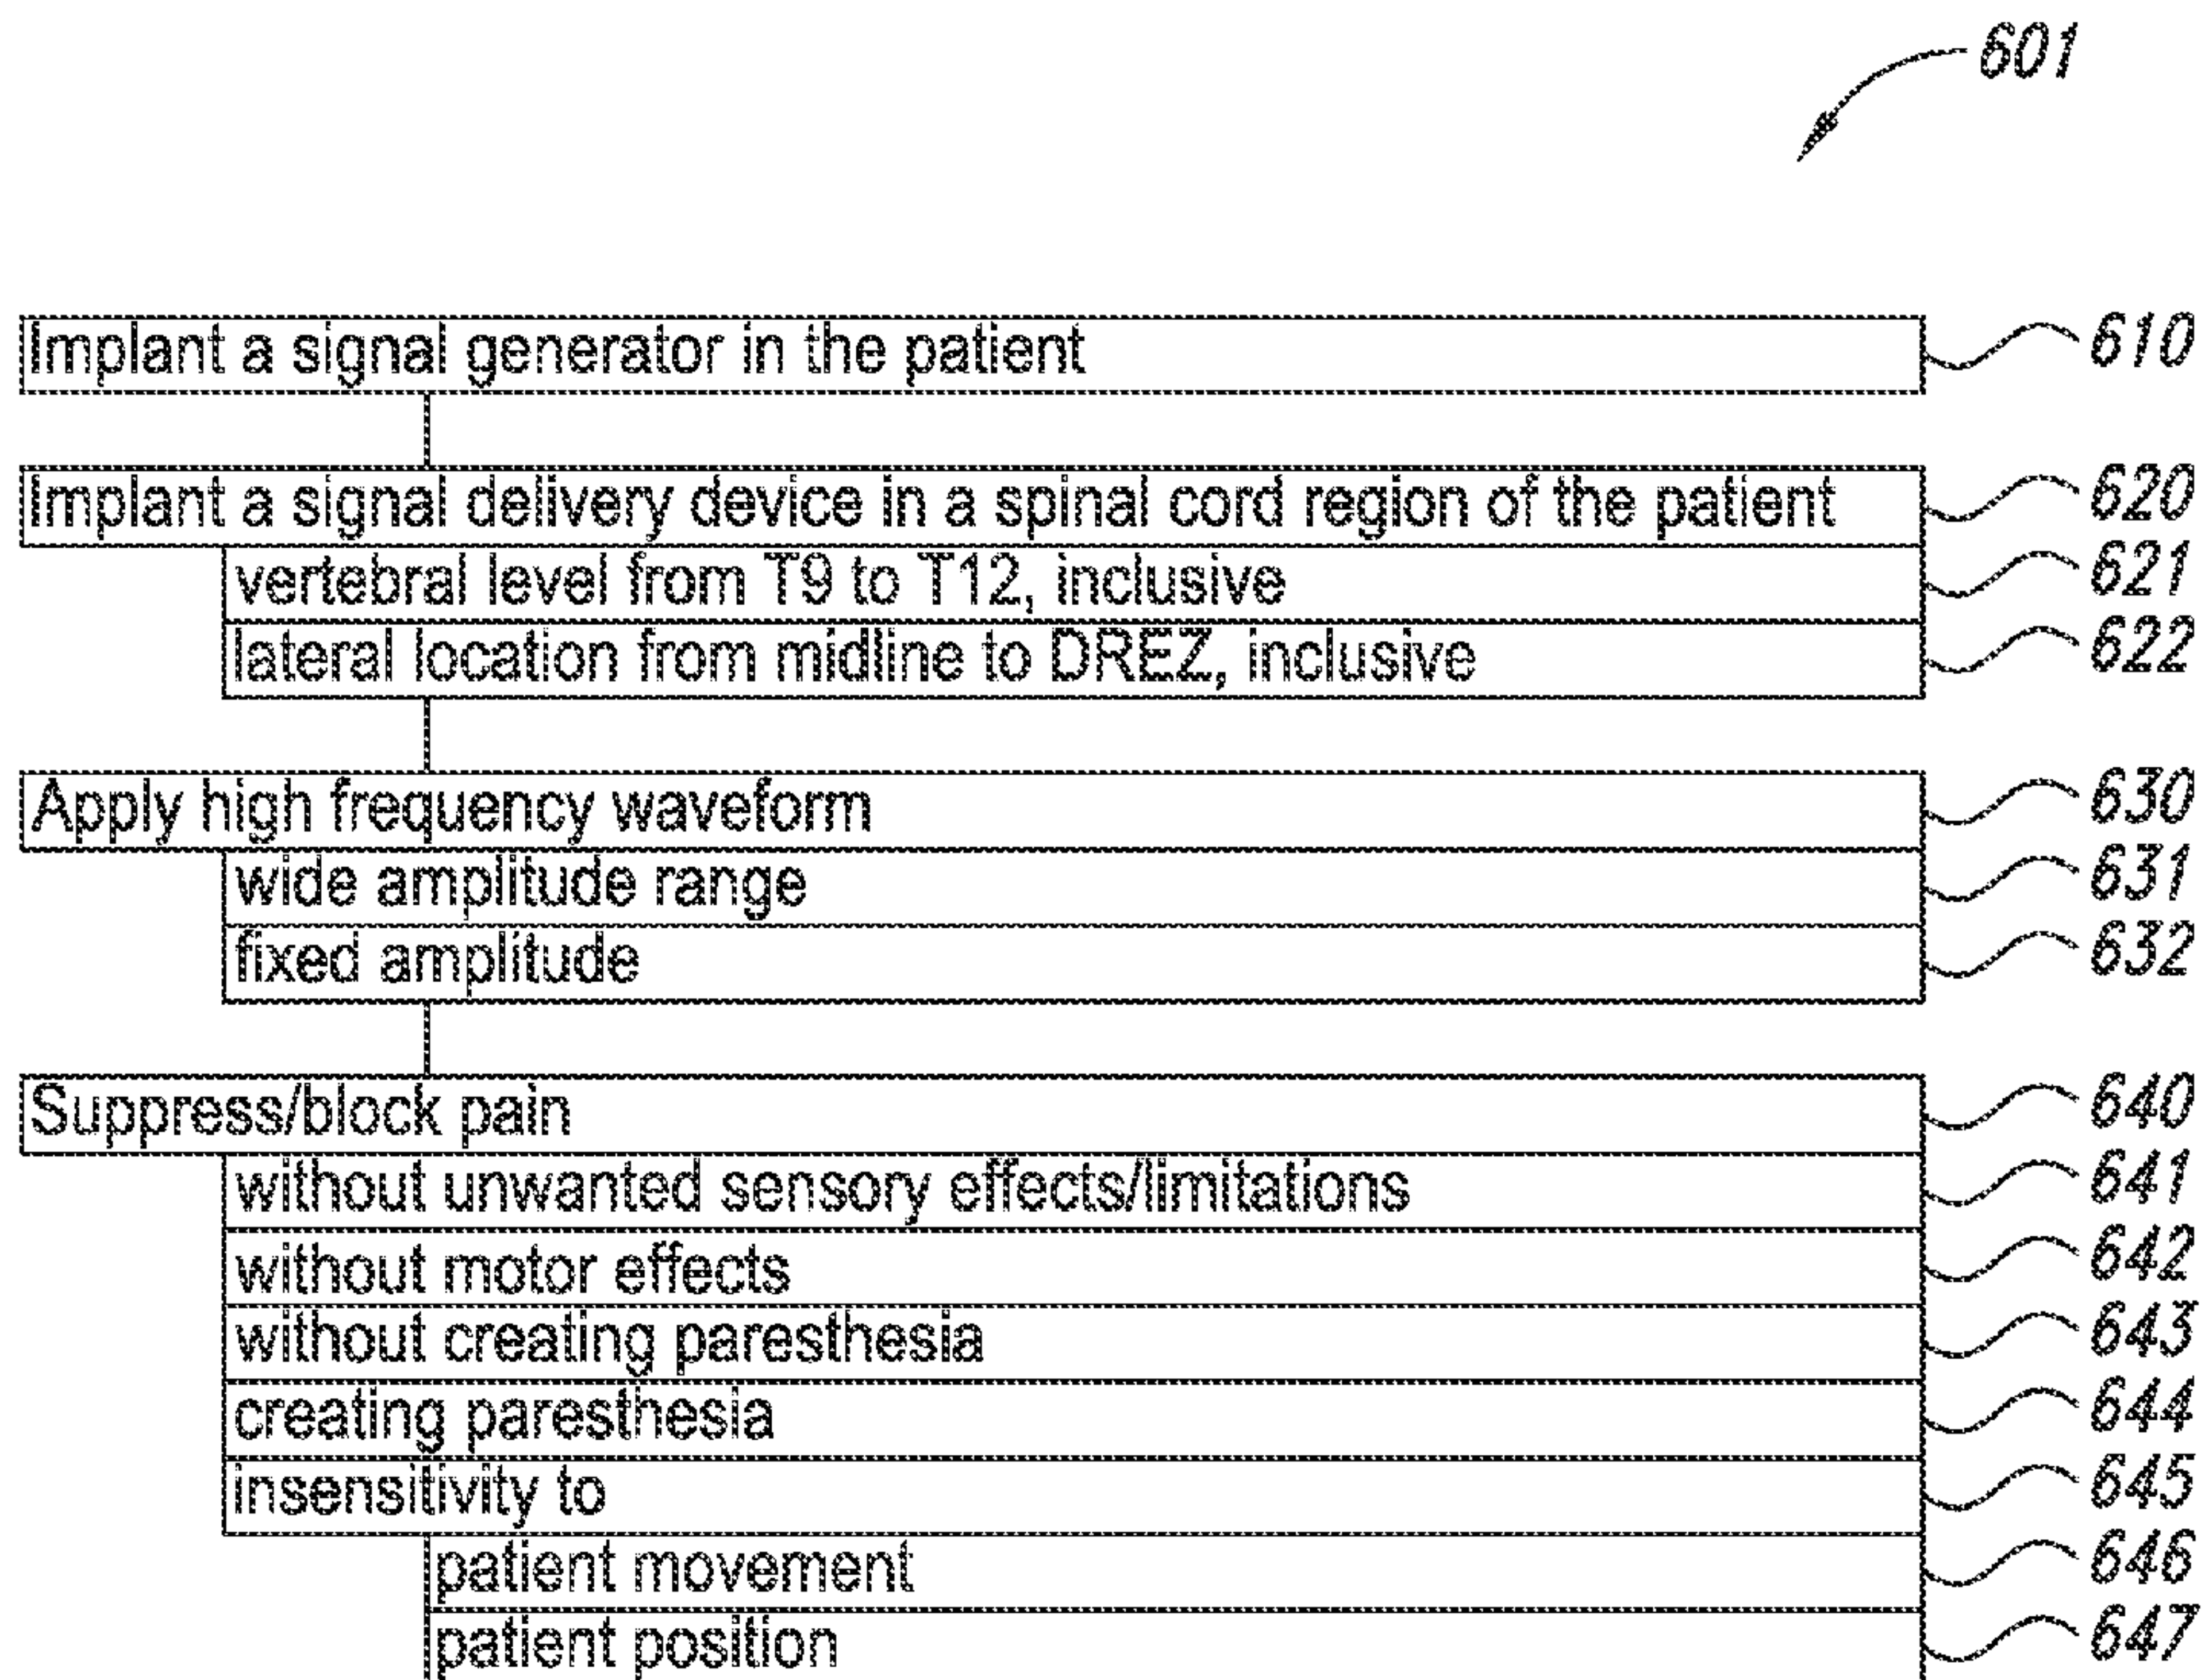 601
Implant a signal generator in the patient 610
Implant a signal delivery device in a spinal cord region of the patient 620
vertebral level from T9 to T12, inclusive 621
lateral location from midline to DREZ, inclusive 622
Apply high frequency waveform 630
wide amplitude range 631
fixed amplitude 632
Suppress/block pain 640
without unwanted sensory effects/limitations 641
without motor effects 642
without creating paresthesia 643
creating paresthesia 644
insensitivity to 645
patient movement 646
patient position 647